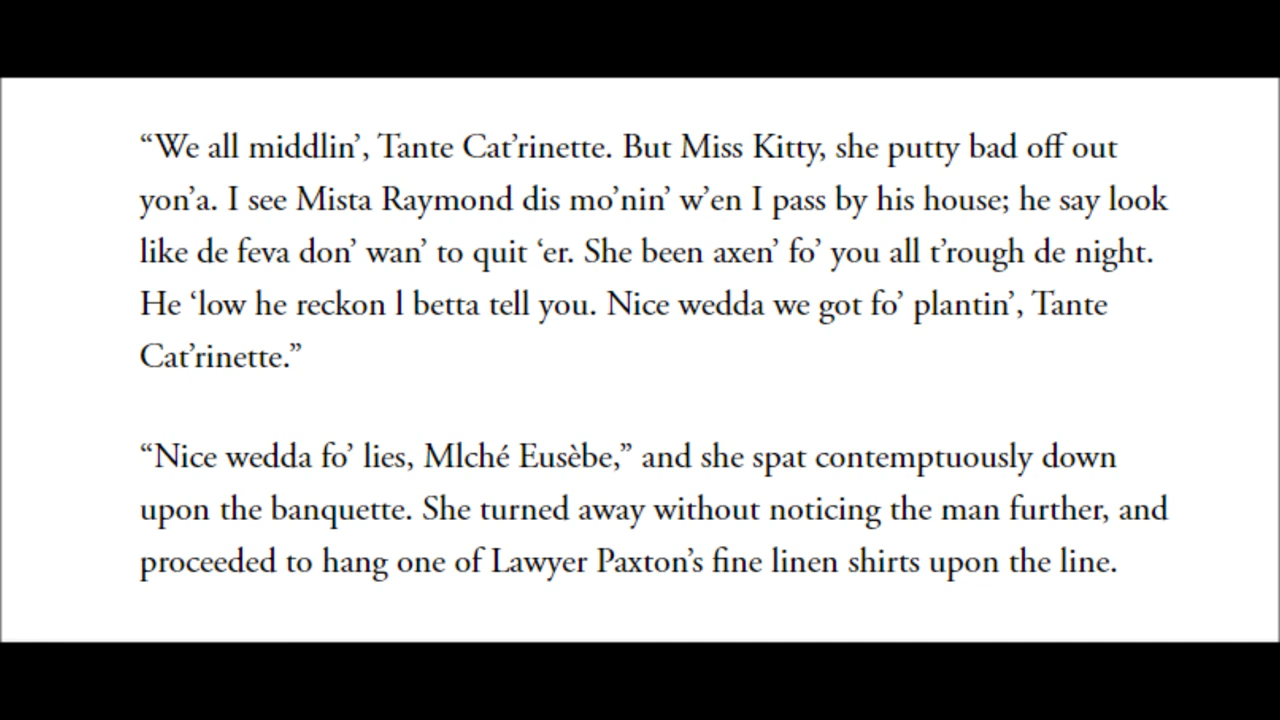 “We all middlin’, Tante Cat’rinette. But Miss Kitty, she putty bad off out
yon’a. I see Mista Raymond dis mo’nin’ w’en I pass by his house; he say look
like de feva don’ wan’ to quit ‘er. She been axen’ fo’ you all t’rough de night.
He ‘low he reckon l betta tell you. Nice wedda we got fo’ plantin’, Tante
Cat’rinette.”
“Nice wedda fo’ lies, Mlché Eusèbe,” and she spat contemptuously down
upon the banquette. She turned away without noticing the man further, and
proceeded to hang one of Lawyer Paxton’s fine linen shirts upon the line.